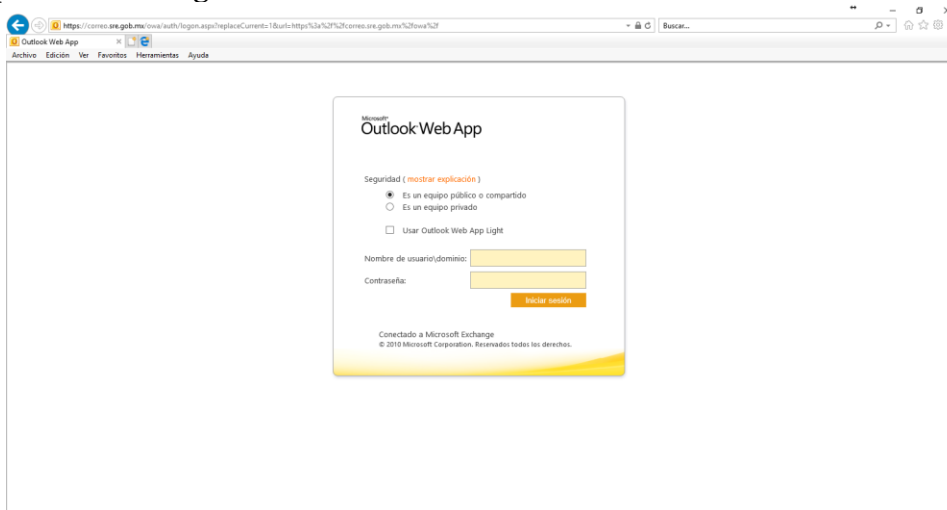 https://correo.sre.gob.mx/owa/auth/logon.aspx?replaceCurrent=1&url=https%3a%2f%2fcorreo.sre.gob.mx%2fowa%2f
Buscar...
Outlook Web App
Archivo Edición Ver Favoritos Herramientas Ayuda
Microsoft®
Outlook Web App
Seguridad ( mostrar explicación )
Es un equipo público o compartido
Es un equipo privado
Usar Outlook Web App Light
Nombre de usuario\dominio:
Contraseña:
Iniciar sesión
Conectado a Microsoft Exchange
© 2010 Microsoft Corporation. Reservados todos los derechos.